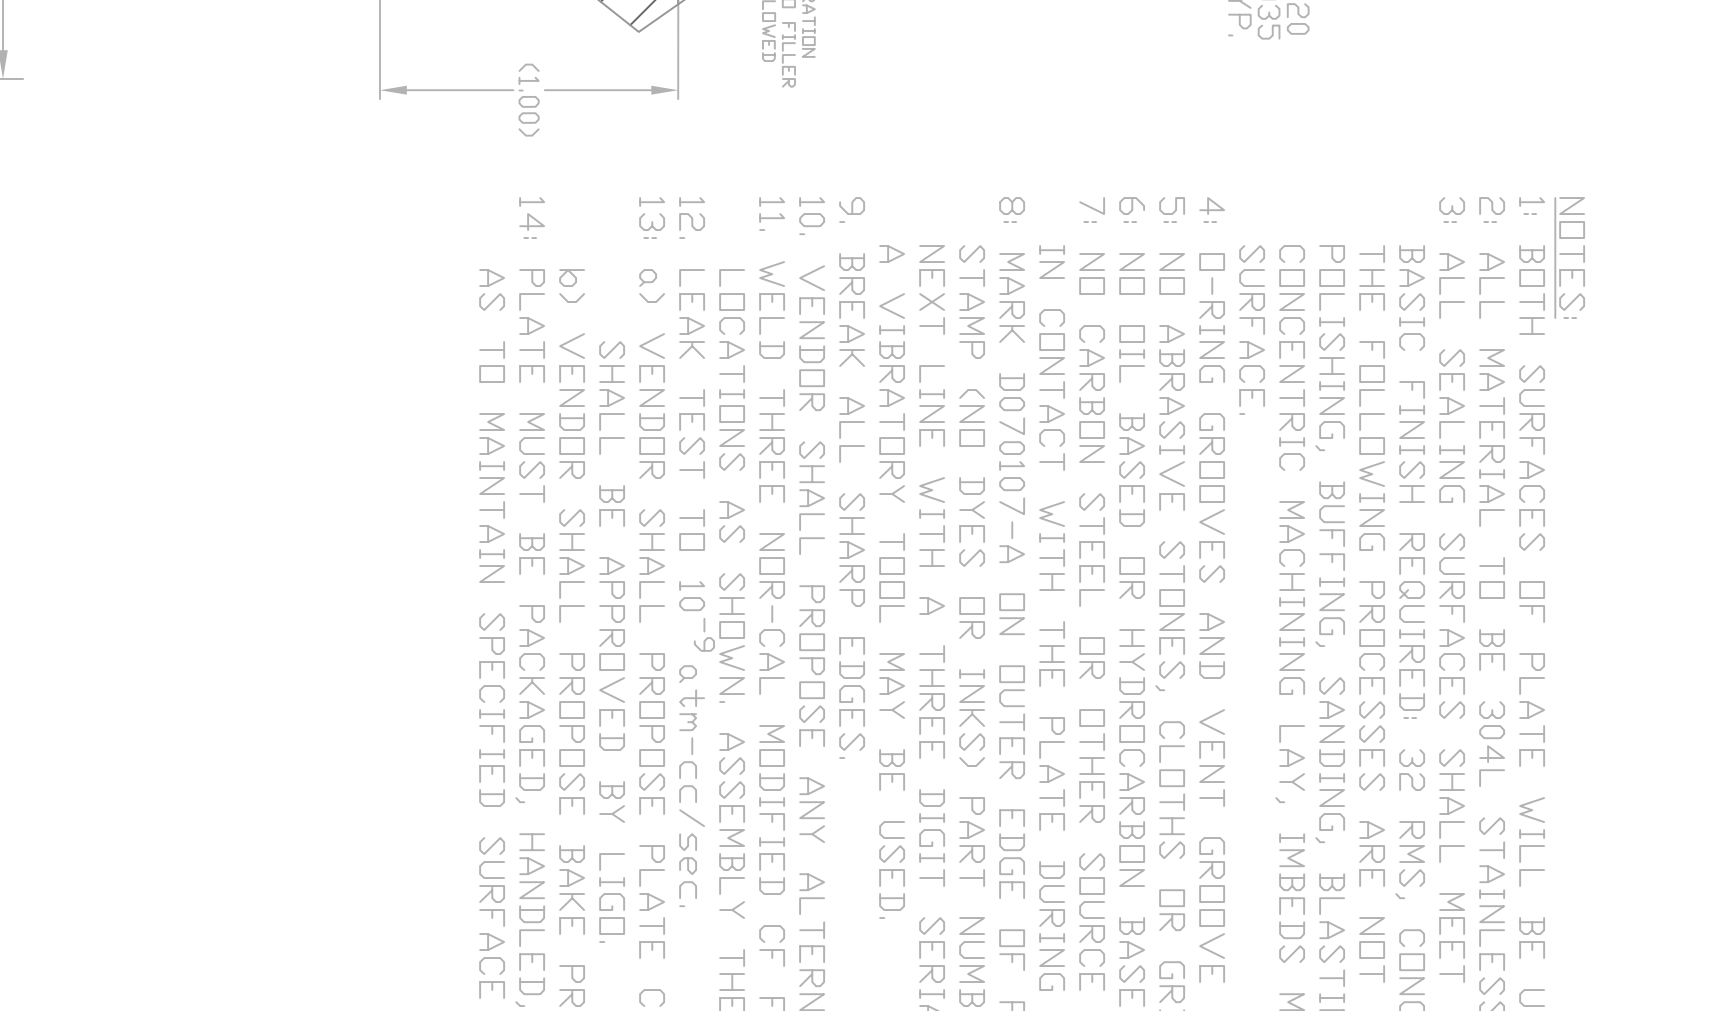 20
35
YP.
RATION
O FILLER
LOWED
(1.00)
NOTES:
1: BOTH SURFACES OF PLATE WILL BE U
2: ALL MATERIAL TO BE 304L STAINLESS
3: ALL SEALING SURFACES SHALL MEET
BASIC FINISH REQUIRED: 32 RMS, CONC
THE FOLLOWING PROCESSES ARE NOT
POLISHING, BUFFING, SANDING, BLASTI
CONCENTRIC MACHINING LAY, IMBEDS M
SURFACE.
4: O-RING GROOVES AND VENT GROOVE
5: NO ABRASIVE STONES, CLOTHS OR GR
6: NO OIL BASED OR HYDROCARBON BASE
7: NO CARBON STEEL OR OTHER SOURCE
IN CONTACT WITH THE PLATE DURING
8: MARK D070107-A ON OUTER EDGE OF F
STAMP (NO DYES OR INKS) PART NUMB
NEXT LINE WITH A THREE DIGIT SERIA
A VIBRATORY TOOL MAY BE USED.
9. BREAK ALL SHARP EDGES.
10. VENDOR SHALL PROPOSE ANY ALTERN
11. WELD THREE NOR-CAL MODIFIED CF F
LOCATIONS AS SHOWN. ASSEMBLY THE
12. LEAK TEST TO 10⁻⁹ atm-cc/sec.
13: a) VENDOR SHALL PROPOSE PLATE C
SHALL BE APPROVED BY LIGO.
b) VENDOR SHALL PROPOSE BAKE PR
14: PLATE MUST BE PACKAGED, HANDLED,
AS TO MAINTAIN SPECIFIED SURFACE